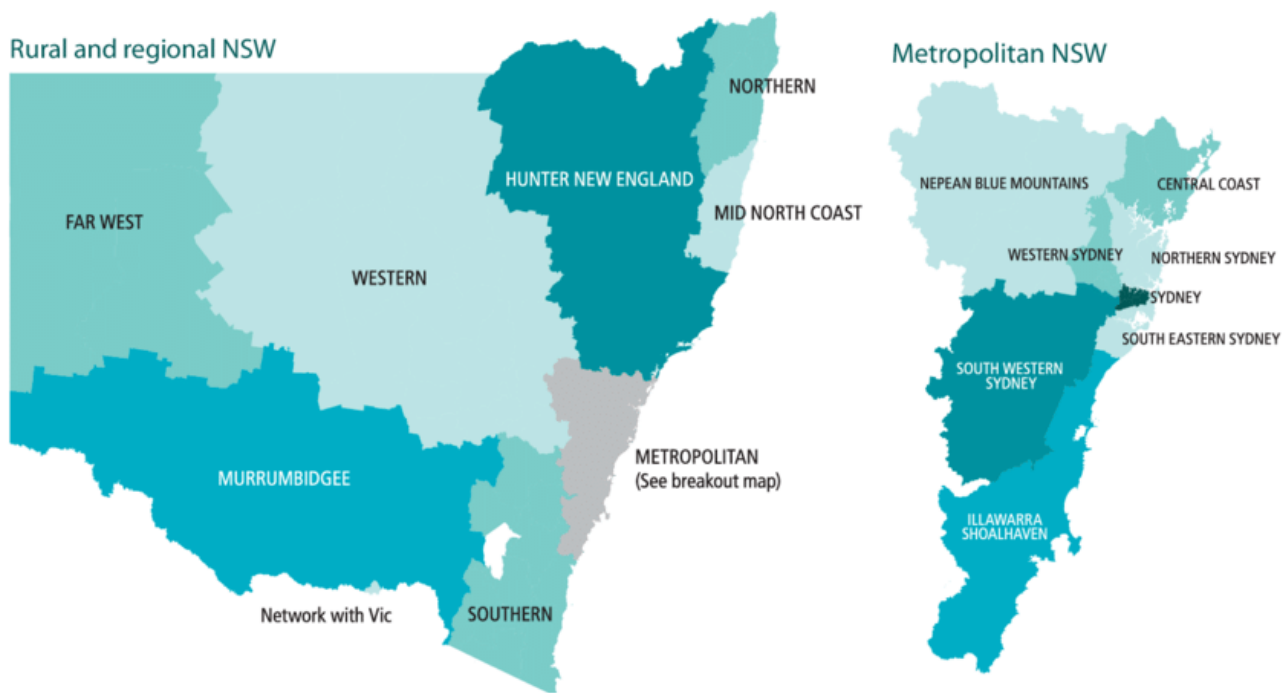 Rural and regional NSW
NORTHERN
HUNTER NEW ENGLAND
FAR WEST
MID NORTH COAST
WESTERN
METROPOLITAN
(See breakout map)
MURRUMBIDGEE
Network with Vic
SOUTHERN
Metropolitan NSW
NEPEAN BLUE MOUNTAINS
CENTRAL COAST
WESTERN SYDNEY
NORTHERN SYDNEY
SYDNEY
SOUTH EASTERN SYDNEY
SOUTH WESTERN
SYDNEY
ILLAWARRA
SHOALHAVEN